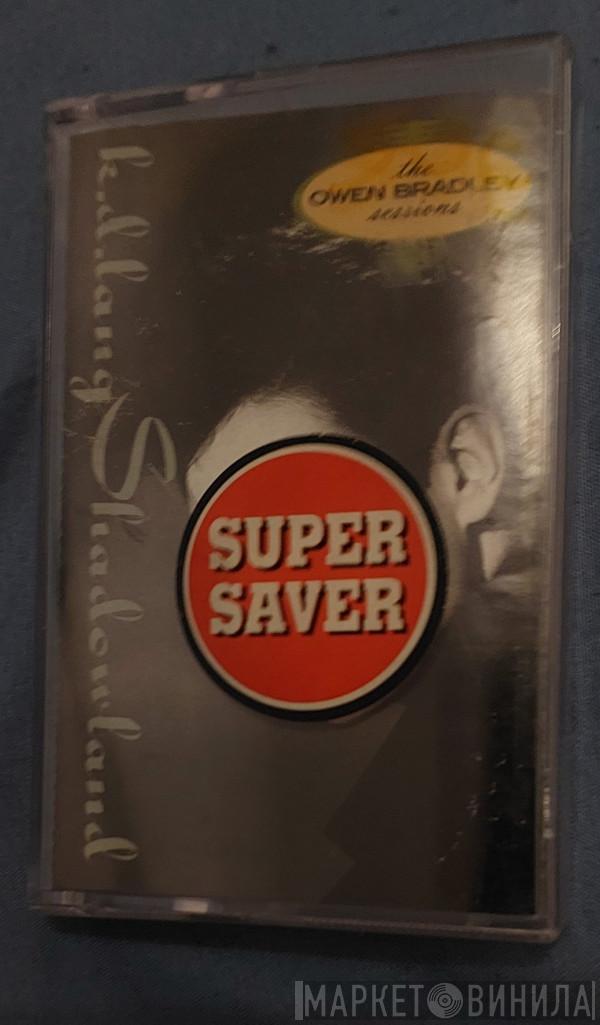 the
OWEN BRADLEY
sessions
k.d.lang Shadowland
SUPER
SAVER
МАРКЕТ ВИНИЛА